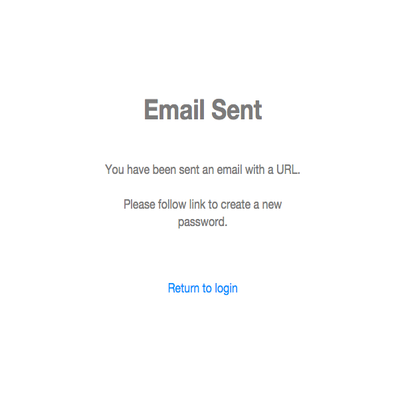 Email Sent
You have been sent an email with a URL.
Please follow link to create a new
password.
Return to login